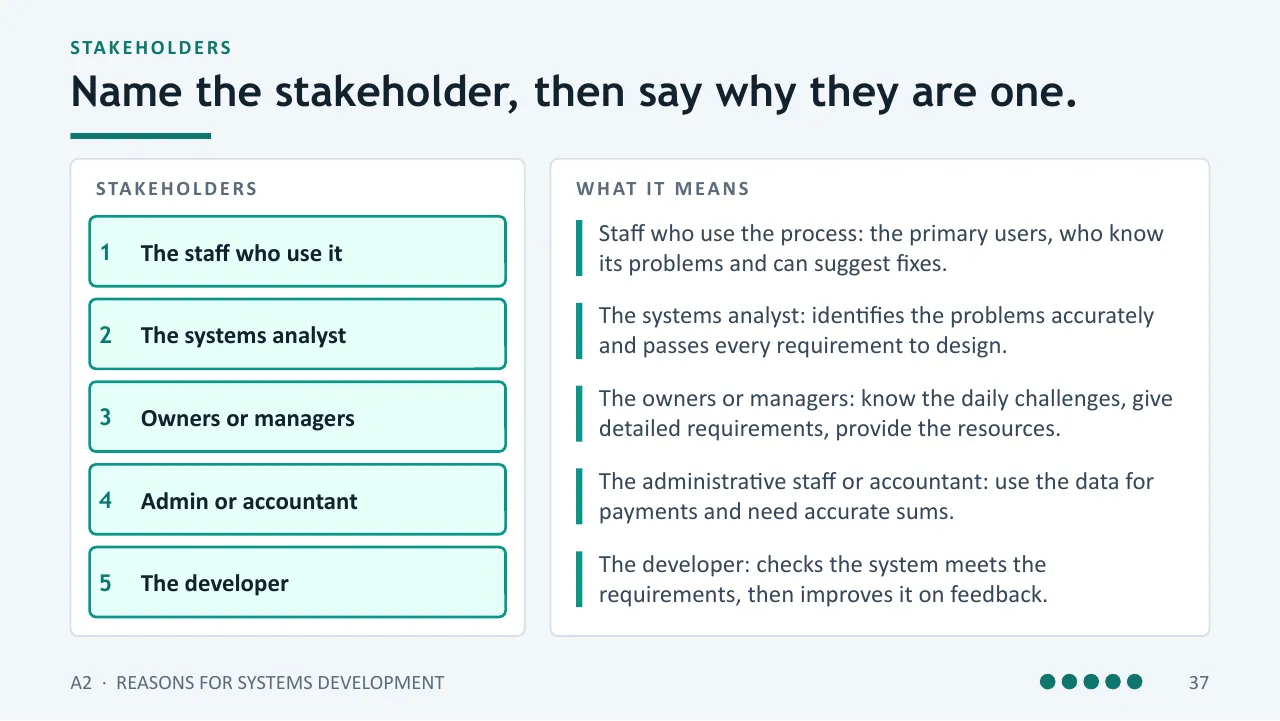 STAKEHOLDERS
Name the stakeholder, then say why they are one.
STAKEHOLDERS
1 The staff who use it
2 The systems analyst
3 Owners or managers
4 Admin or accountant
5 The developer
WHAT IT MEANS
Staff who use the process: the primary users, who know
its problems and can suggest fixes.
The systems analyst: identifies the problems accurately
and passes every requirement to design.
The owners or managers: know the daily challenges, give
detailed requirements, provide the resources.
The administrative staff or accountant: use the data for
payments and need accurate sums.
The developer: checks the system meets the
requirements, then improves it on feedback.
A2 · REASONS FOR SYSTEMS DEVELOPMENT
37